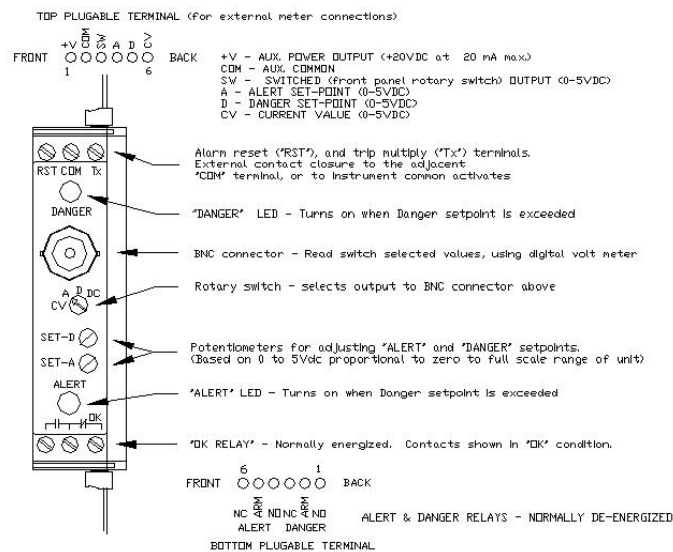 TOP PLUGABLE TERMINAL (for external meter connections)
+V COM SW A D CV
FRONT BACK
1 6
+V - AUX. POWER OUTPUT (+20VDC at 20 mA max.)
COM - AUX. COMMON
SW - SWITCHED (front panel rotary switch) OUTPUT (0-5VDC)
A - ALERT SET-POINT (0-5VDC)
D - DANGER SET-POINT (0-5VDC)
CV - CURRENT VALUE (0-5VDC)
Alarm reset ("RST"), and trip multiply ("Tx") terminals.
External contact closure to the adjacent
"COM" terminal, or to instrument common activates
RST COM Tx
DANGER
"DANGER" LED - Turns on when Danger setpoint is exceeded
BNC connector - Read switch selected values, using digital volt meter
Rotary switch - selects output to BNC connector above
A D DC
CV
SET-D
Potentiometers for adjusting "ALERT" and "DANGER" setpoints.
(Based on 0 to 5Vdc proportional to zero to full scale range of unit)
SET-A
ALERT
"ALERT" LED - Turns on when Danger setpoint is exceeded
OK
"OK RELAY" - Normally energized. Contacts shown in "OK" condition.
6 1
FRONT BACK
NC ARM NO NC ARM NO
ALERT DANGER
ALERT & DANGER RELAYS - NORMALLY DE-ENERGIZED
BOTTOM PLUGABLE TERMINAL